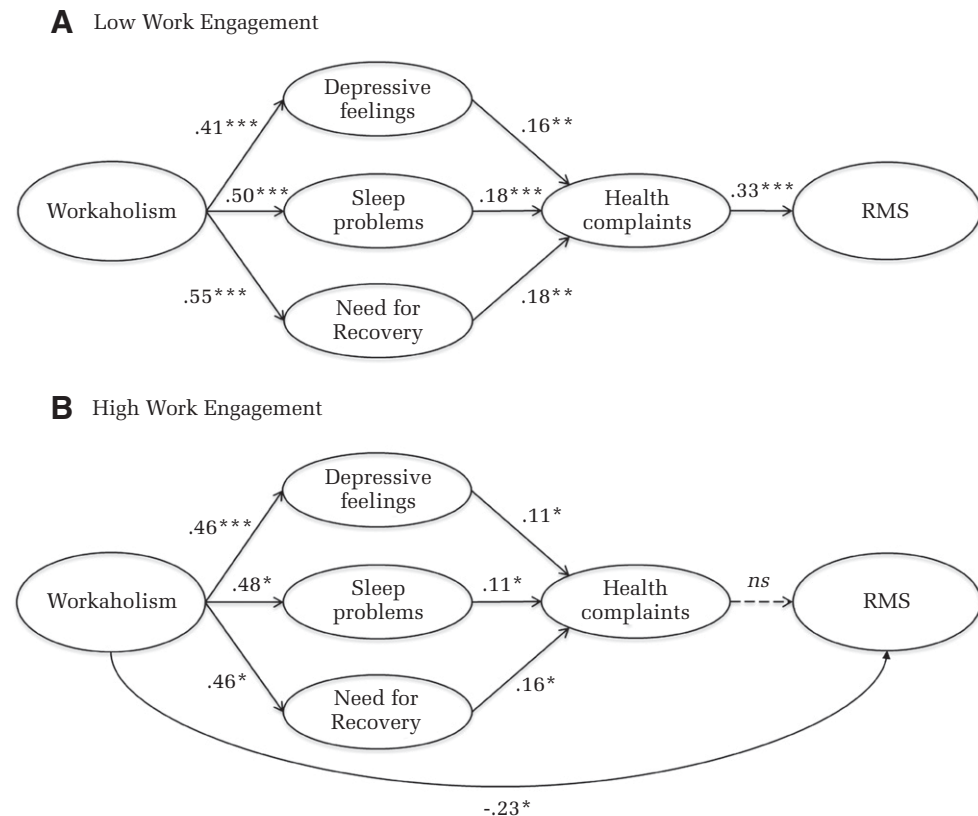 A Low Work Engagement
Depressive
feelings
.41***
.16**
Workaholism
.50***
Sleep
problems
.18***
Health
complaints
.33***
RMS
.55***
Need for
Recovery
.18**
B High Work Engagement
Depressive
feelings
.46***
.11*
Workaholism
.48*
Sleep
problems
.11*
Health
complaints
ns
RMS
.46*
Need for
Recovery
.16*
-.23*